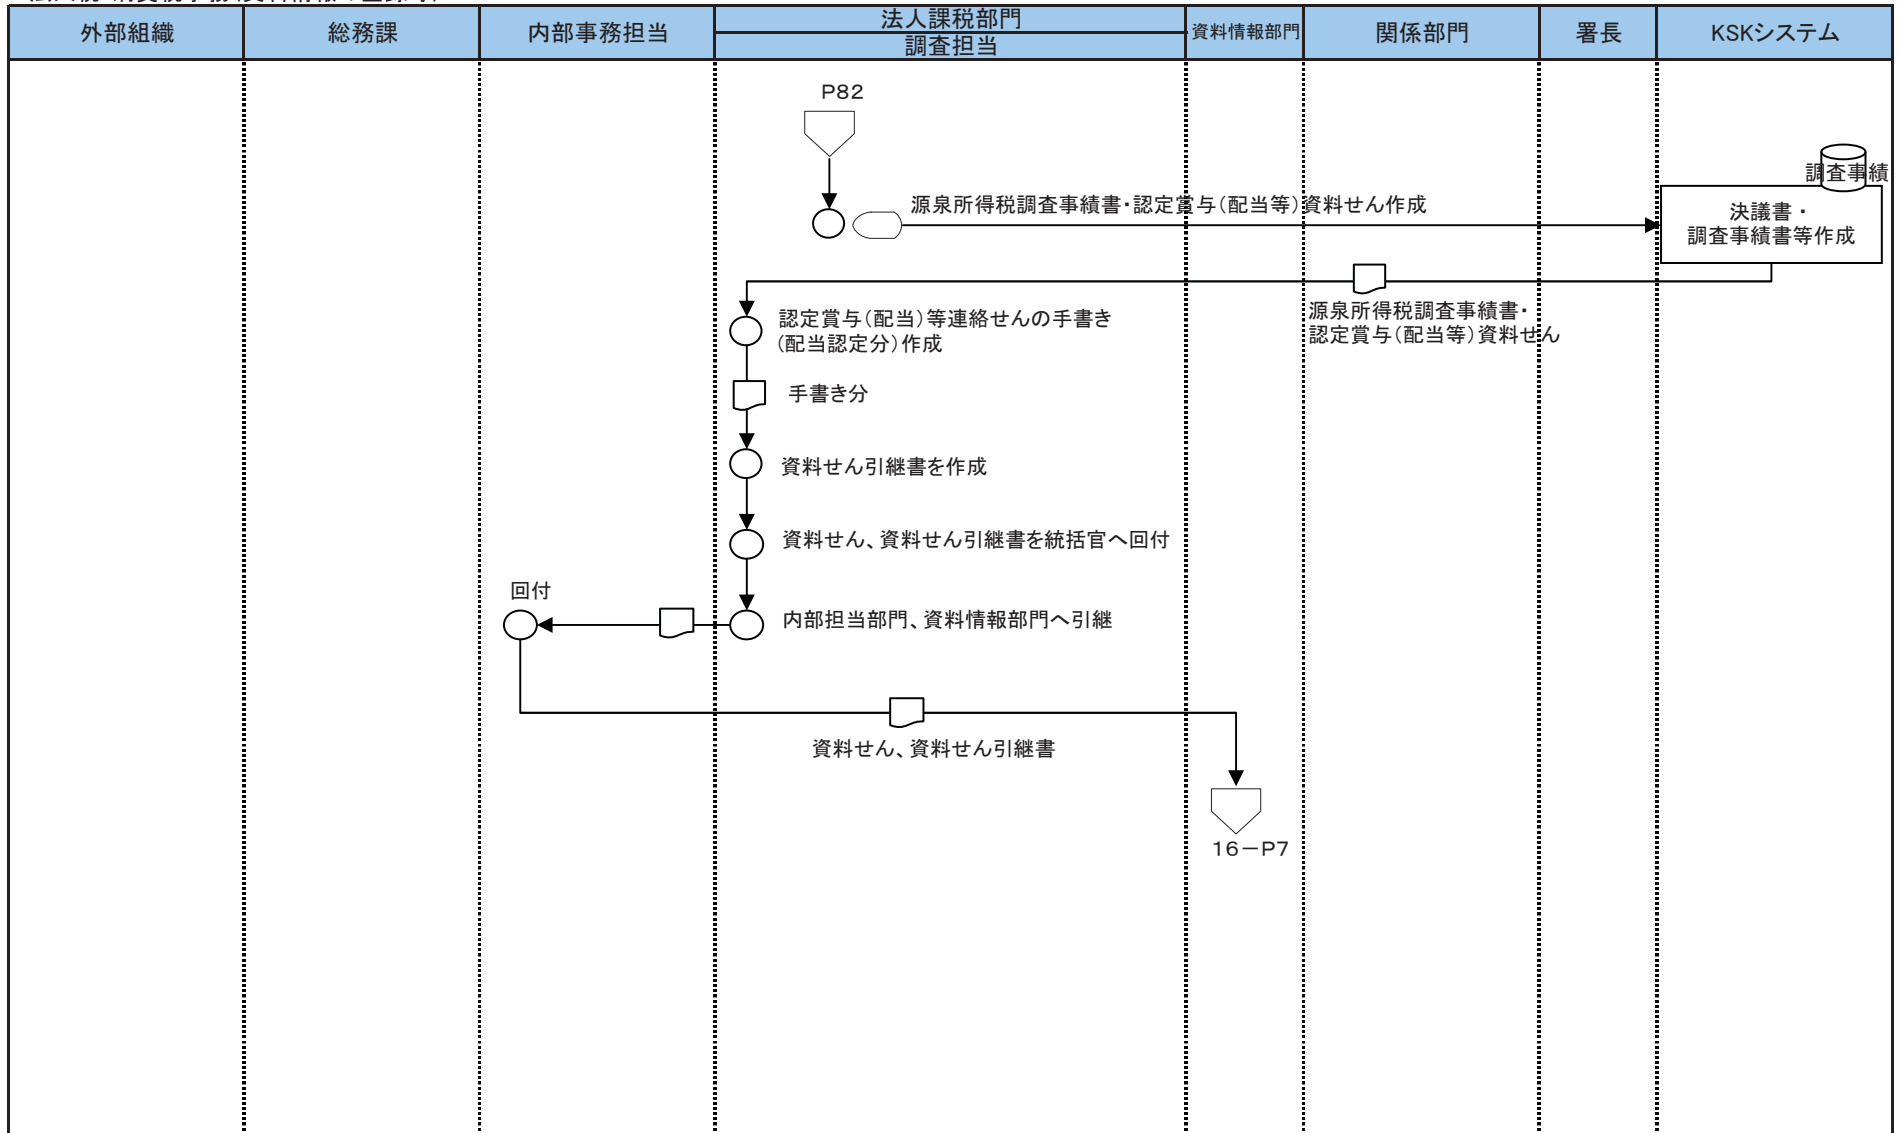 外部組織
総務課
内部事務担当
法人課税部門
調査担当
資料情報部門
関係部門
署長
KSKシステム
P82
調査事績
源泉所得税調査事績書・認定賞与(配当等)資料せん作成
決議書・
調査事績書等作成
源泉所得税調査事績書・
認定賞与(配当等)資料せん
認定賞与(配当)等連絡せんの手書き
(配当認定分)作成
手書き分
資料せん引継書を作成
資料せん、資料せん引継書を統括官へ回付
回付
内部担当部門、資料情報部門へ引継
資料せん、資料せん引継書
16－P7